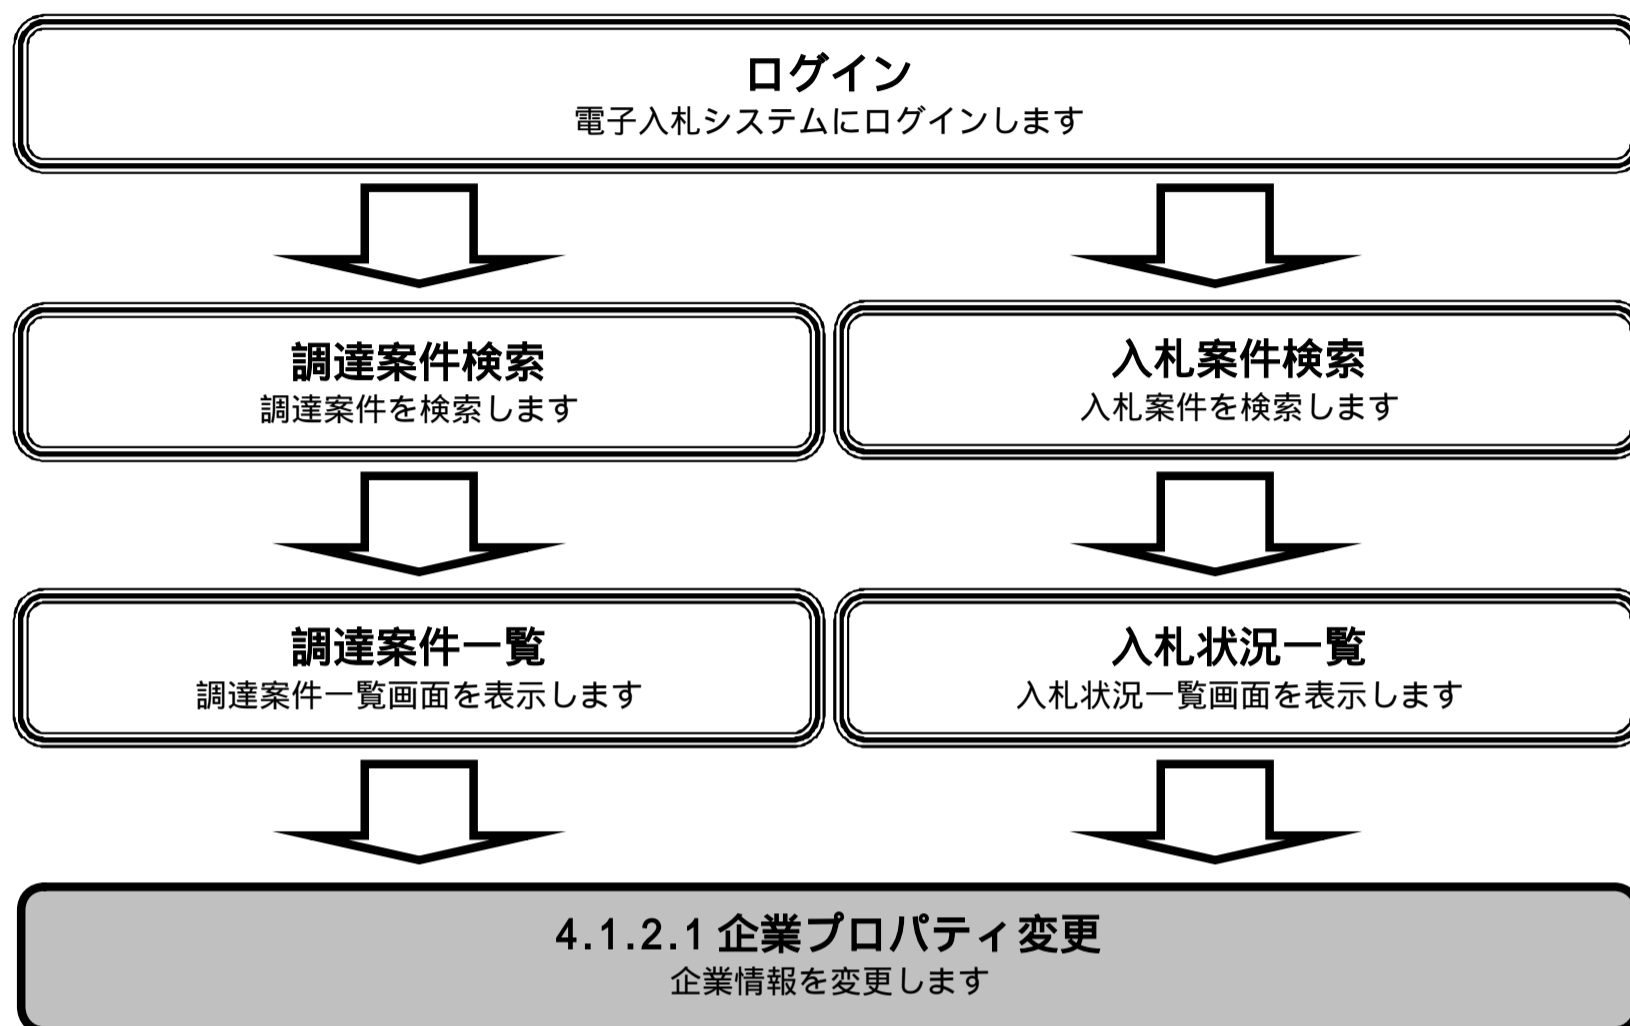 ログイン
電子入札システムにログインします
調達案件検索
調達案件を検索します
入札案件検索
入札案件を検索します
調達案件一覧
調達案件一覧画面を表示します
入札状況一覧
入札状況一覧画面を表示します
4.1.2.1企業プロパティ変更
企業情報を変更します